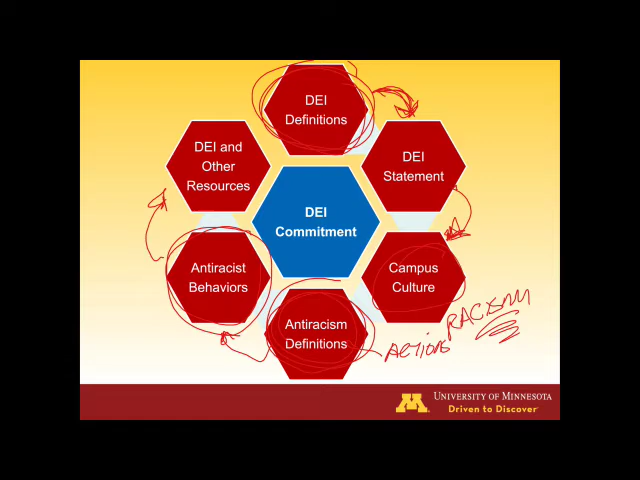 DEI
Definitions
DEI and
Other
Resources
DEI
Statement
DEI
Commitment
Antiracist
Behaviors
Campus
Culture
Antiracism
Definitions
RACISM
ACTIONS
UNIVERSITY OF MINNESOTA
Driven to Discover